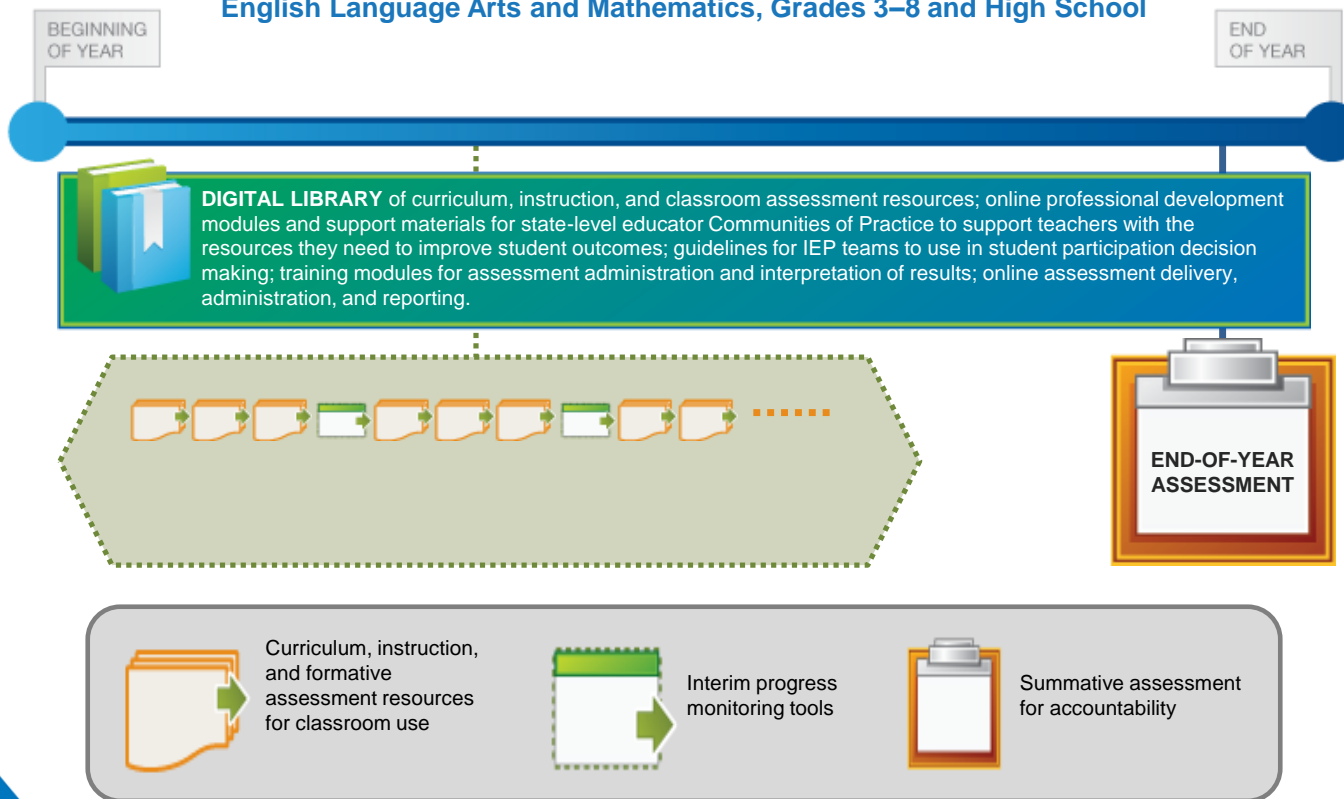 English Language Arts and Mathematics, Grades 3–8 and High School
BEGINNING
OF YEAR
END
OF YEAR
DIGITAL LIBRARY of curriculum, instruction, and classroom assessment resources; online professional development
modules and support materials for state-level educator Communities of Practice to support teachers with the
resources they need to improve student outcomes; guidelines for IEP teams to use in student participation decision
making; training modules for assessment administration and interpretation of results; online assessment delivery,
administration, and reporting.
END-OF-YEAR
ASSESSMENT
Curriculum, instruction,
and formative
assessment resources
for classroom use
Interim progress
monitoring tools
Summative assessment
for accountability